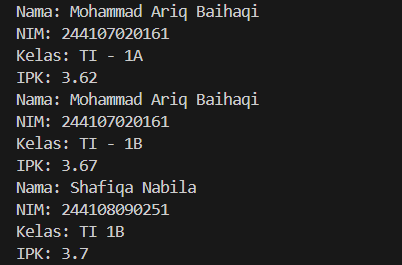 Nama: Mohammad Ariq Baihaqi
NIM: 244107020161
Kelas: TI - 1A
IPK: 3.62
Nama: Mohammad Ariq Baihaqi
NIM: 244107020161
Kelas: TI - 1B
IPK: 3.67
Nama: Shafiqa Nabila
NIM: 244108090251
Kelas: TI 1B
IPK: 3.7